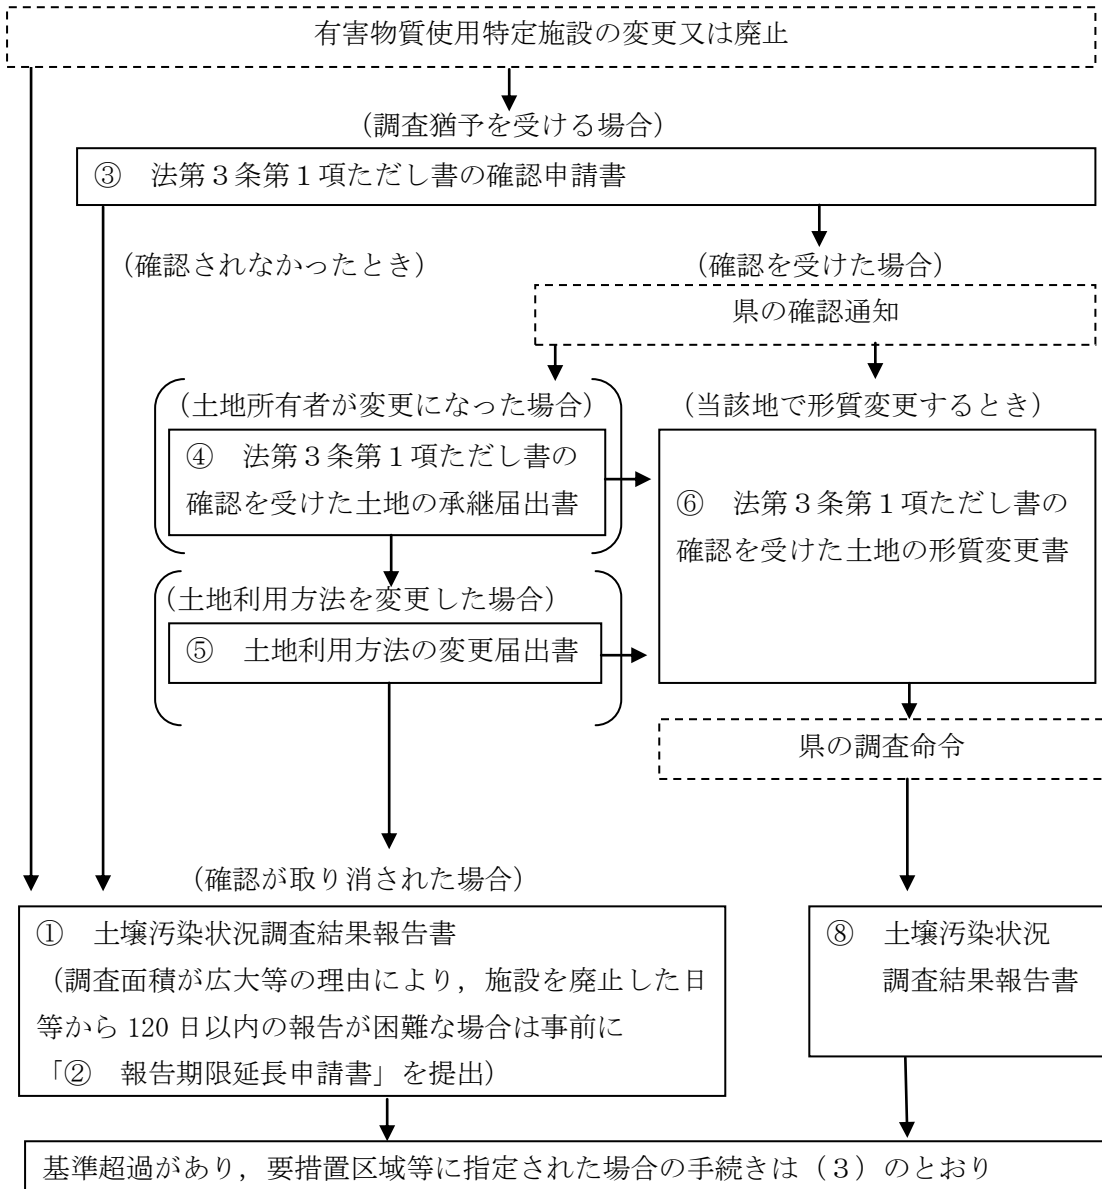 有害物質使用特定施設の変更又は廃止
（調査猶予を受ける場合）
③　法第３条第１項ただし書の確認申請書
（確認されなかったとき）
（確認を受けた場合）
県の確認通知
（土地所有者が変更になった場合）
④　法第３条第１項ただし書の
確認を受けた土地の承継届出書
（当該地で形質変更するとき）
⑥　法第３条第１項ただし書の
確認を受けた土地の形質変更書
（土地利用方法を変更した場合）
⑤　土地利用方法の変更届出書
県の調査命令
（確認が取り消された場合）
①　土壌汚染状況調査結果報告書
（調査面積が広大等の理由により，施設を廃止した日
等から 120 日以内の報告が困難な場合は事前に
「②　報告期限延長申請書」を提出）
⑧　土壌汚染状況
調査結果報告書
基準超過があり，要措置区域等に指定された場合の手続きは（３）のとおり